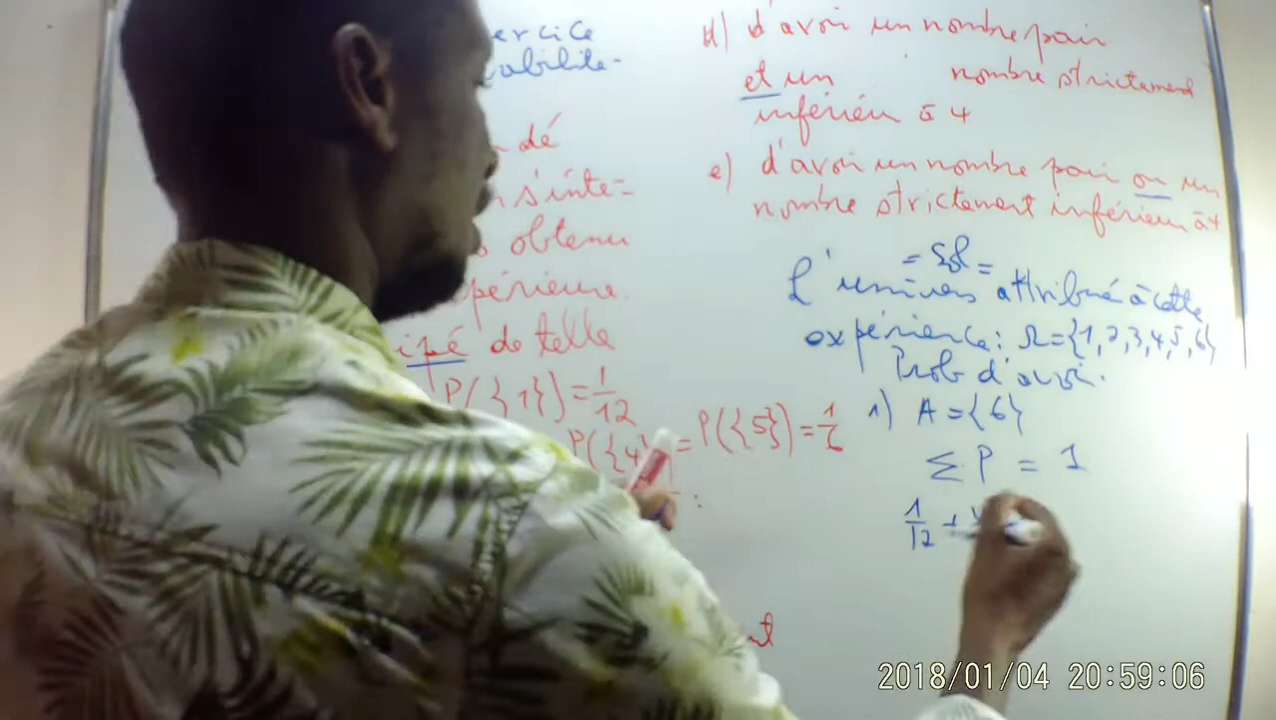 ercice
abilité.
dé
s'inté=
obtenu
périeure.
ipé de telle
P({1}) = 1/12
P({4}) = P({5}) = 1/6
d) d'avoir un nombre pair
et un nombre strictement
inférieur à 4
e) d'avoir un nombre pair ou un
nombre strictement inférieur à 4
= Sol =
L'univers attribué à cette
expérience: Ω={1,2,3,4,5,6}
Prob d'avoir.
1) A = {6}
Σ P = 1
1/12 +
2018/01/04 20:59:06